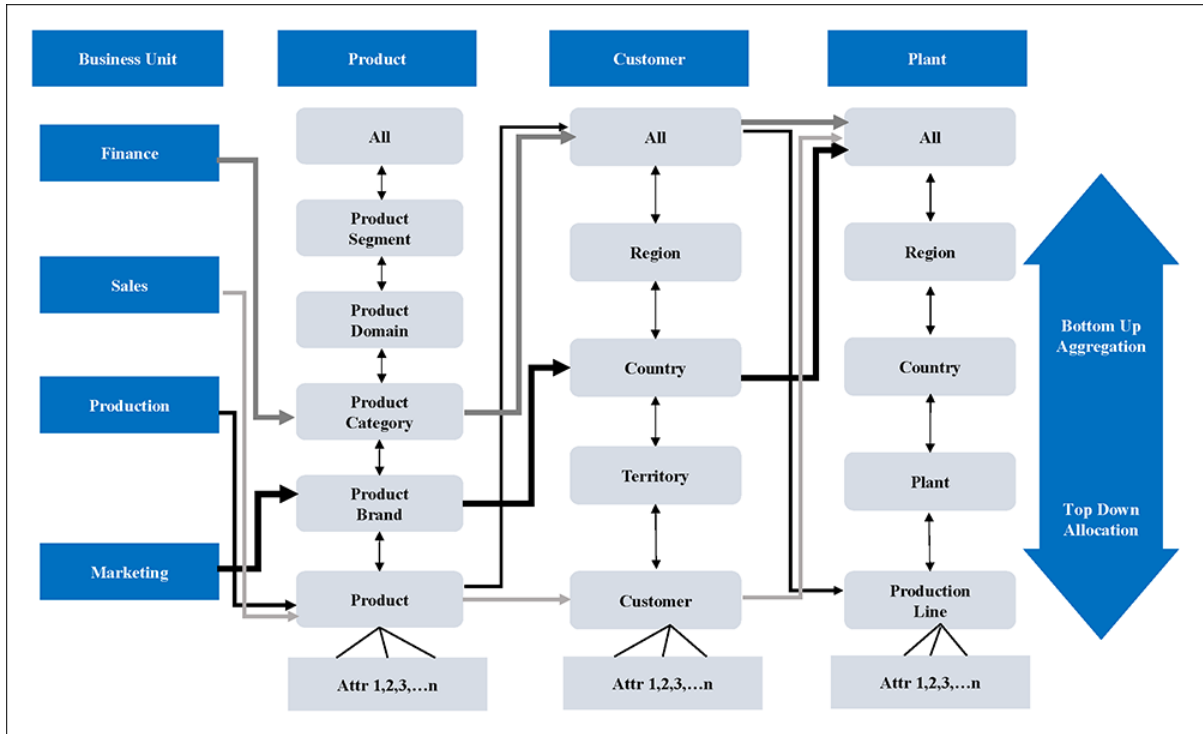 Business Unit
Product
Customer
Plant
Finance
Sales
Production
Marketing
All
Product
Segment
Product
Domain
Product
Category
Product
Brand
Product
Attr 1,2,3,…n
All
Region
Country
Territory
Customer
Attr 1,2,3,…n
All
Region
Country
Plant
Production
Line
Attr 1,2,3,…n
Bottom Up
Aggregation
Top Down
Allocation